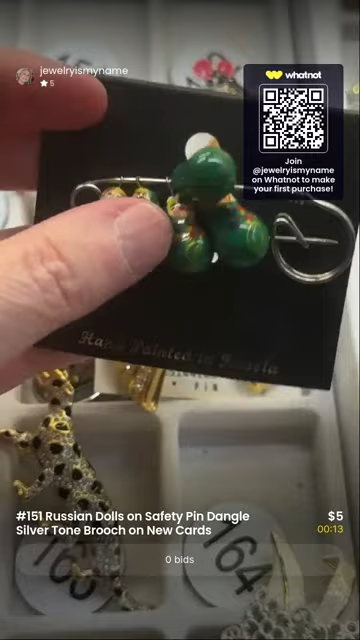 jewelryismyname
5
whatnot
Join
@jewelryismyname
on Whatnot to make
your first purchase!
Hand Painted in Russia
PIN
#151 Russian Dolls on Safety Pin Dangle
Silver Tone Brooch on New Cards
$5
00:13
0 bids
164